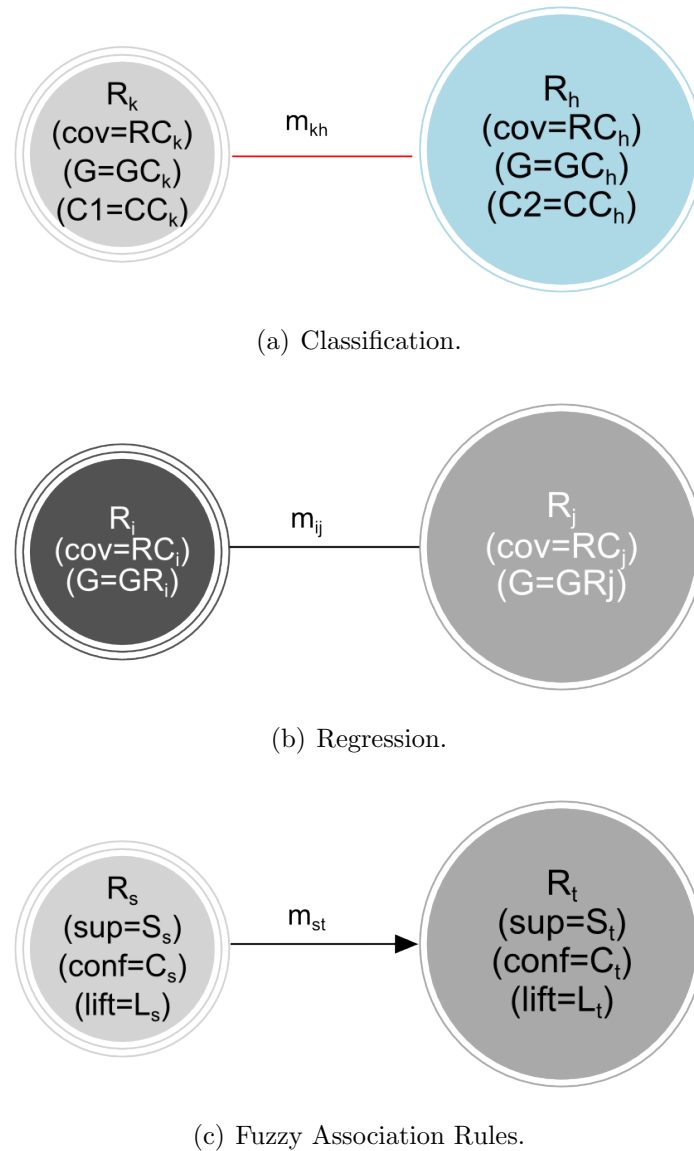 R_k
(cov=RC_k)
(G=GC_k)
(C1=CC_k)
m_kh
R_h
(cov=RC_h)
(G=GC_h)
(C2=CC_h)
(a) Classification.
R_i
(cov=RC_i)
(G=GR_i)
m_ij
R_j
(cov=RC_j)
(G=GRj)
(b) Regression.
R_s
(sup=S_s)
(conf=C_s)
(lift=L_s)
m_st
R_t
(sup=S_t)
(conf=C_t)
(lift=L_t)
(c) Fuzzy Association Rules.